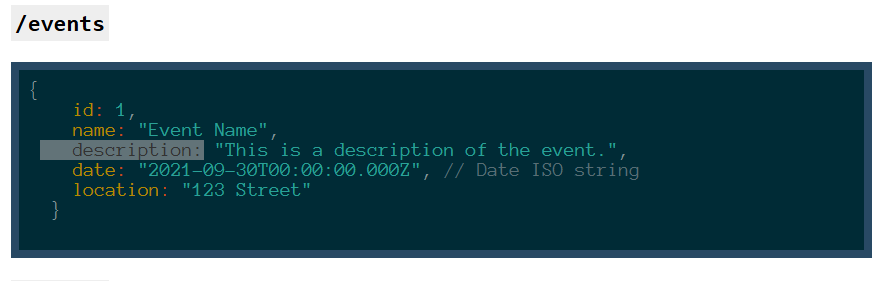 /events
{
id: 1,
name: "Event Name",
description: "This is a description of the event.",
date: "2021-09-30T00:00:00.000Z", // Date ISO string
location: "123 Street"
}